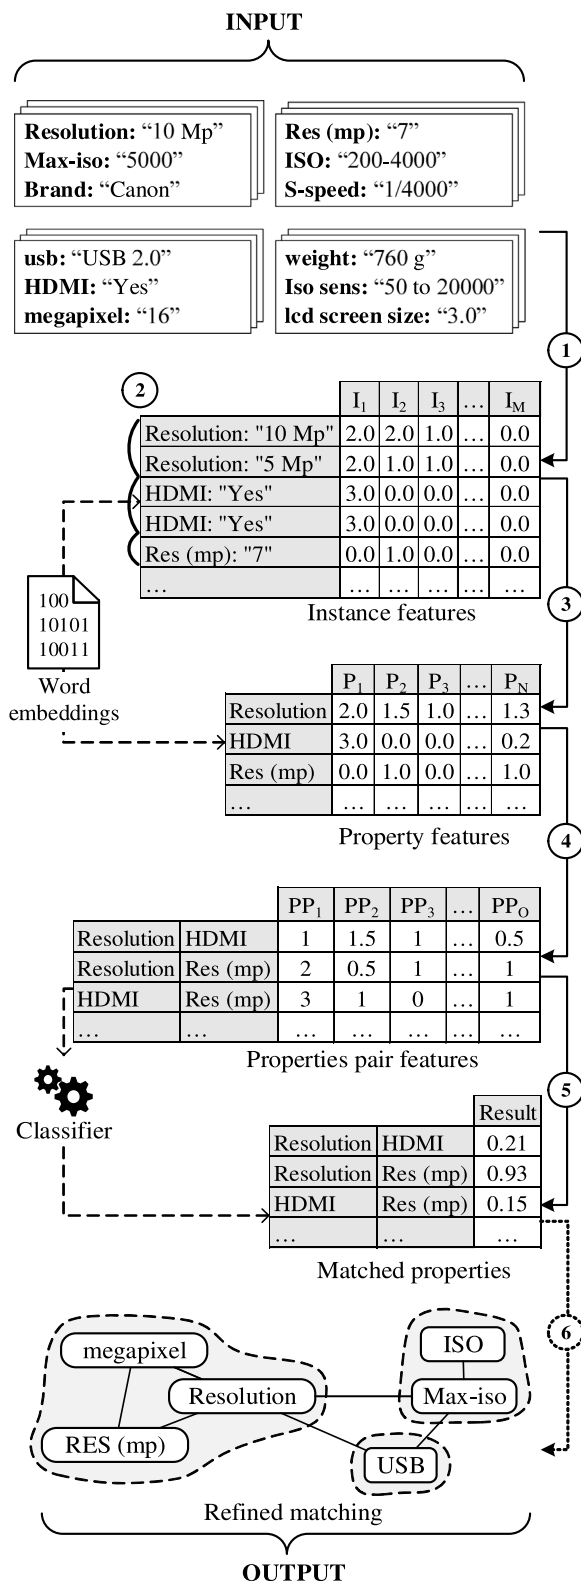 INPUT
Resolution: “10 Mp”
Max-iso: “5000”
Brand: “Canon”
Res (mp): “7”
ISO: “200-4000”
S-speed: “1/4000”
usb: “USB 2.0”
HDMI: “Yes”
megapixel: “16”
weight: “760 g”
Iso sens: “50 to 20000”
lcd screen size: “3.0”
1
2
I1 I2 I3 … IM
Resolution: "10 Mp" 2.0 2.0 1.0 … 0.0
Resolution: "5 Mp" 2.0 1.0 1.0 … 0.0
HDMI: "Yes" 3.0 0.0 0.0 … 0.0
HDMI: "Yes" 3.0 0.0 0.0 … 0.0
Res (mp): "7" 0.0 1.0 0.0 … 0.0
… … … … … …
Instance features
3
100
10101
10011
Word
embeddings
P1 P2 P3 … PN
Resolution 2.0 1.5 1.0 … 1.3
HDMI 3.0 0.0 0.0 … 0.2
Res (mp) 0.0 1.0 0.0 … 1.0
… … … … … …
Property features
4
PP1 PP2 PP3 … PPO
Resolution HDMI 1 1.5 1 … 0.5
Resolution Res (mp) 2 0.5 1 … 1
HDMI Res (mp) 3 1 0 … 1
… … … … … … …
Properties pair features
5
Classifier
Result
Resolution HDMI 0.21
Resolution Res (mp) 0.93
HDMI Res (mp) 0.15
… … …
Matched properties
6
megapixel
ISO
Resolution
Max-iso
RES (mp)
USB
Refined matching
OUTPUT